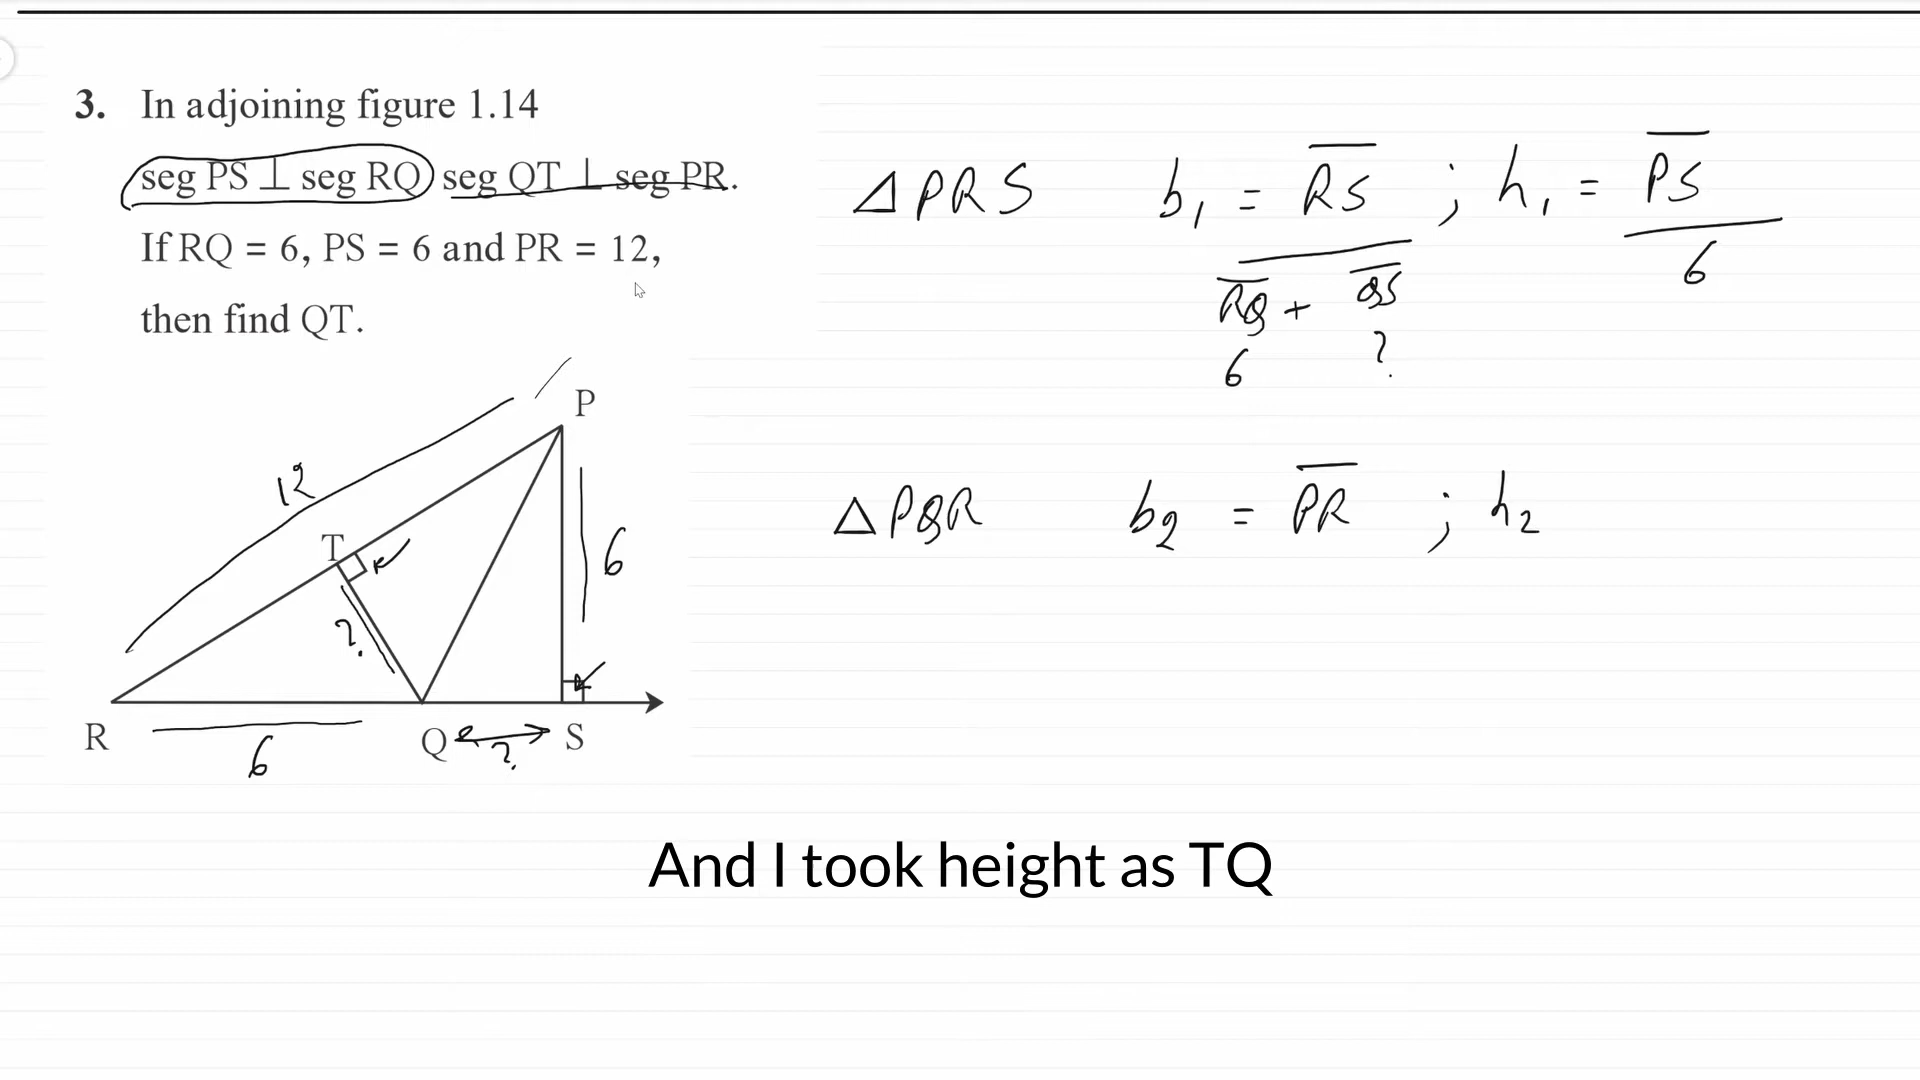 3. In adjoining figure 1.14
seg PS ⊥ seg RQ seg QT ⊥ seg PR.
If RQ = 6, PS = 6 and PR = 12,
then find QT.
P
12
T
6
?
R
Q
S
6
?
△PRS b₁ = RS ; h₁ = PS
6
RQ + QS
6 ?
△PQR b₂ = PR ; h₂
And I took height as TQ